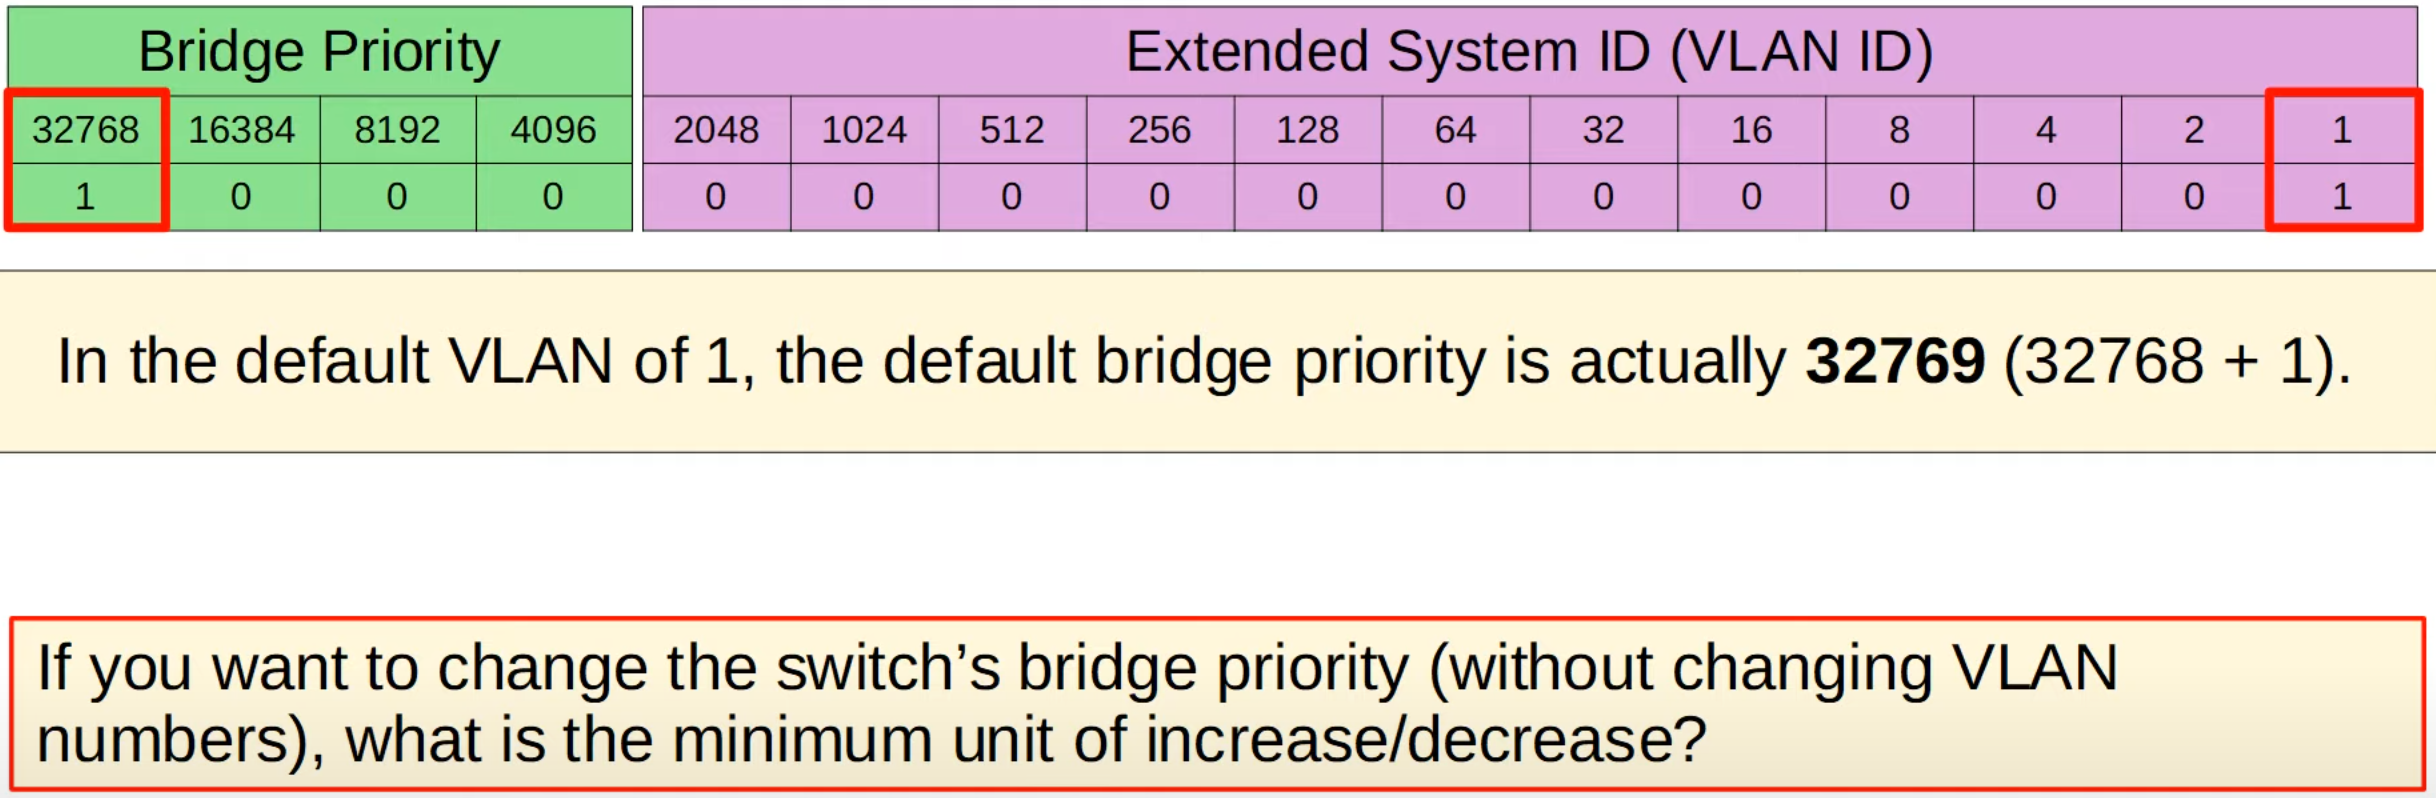 Bridge Priority Extended System ID (VLAN ID)
32768 16384 8192 4096 2048 1024 512 256 128 64 32 16 8 4 2 1
1 0 0 0 0 0 0 0 0 0 0 0 0 0 0 1
In the default VLAN of 1, the default bridge priority is actually 32769 (32768 + 1).
If you want to change the switch’s bridge priority (without changing VLAN
numbers), what is the minimum unit of increase/decrease?